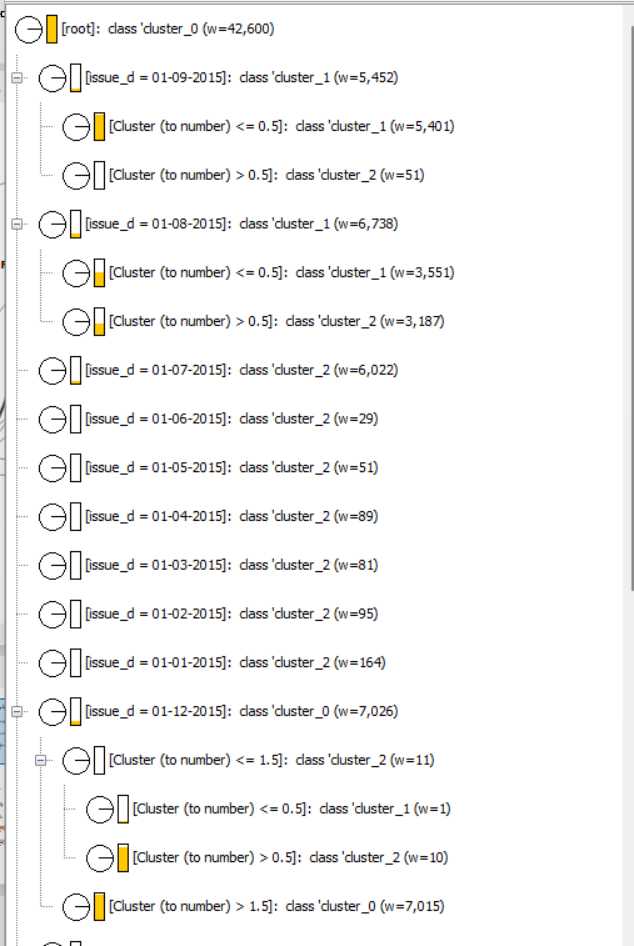 [root]: class 'cluster_0 (w=42,600)
[issue_d = 01-09-2015]: class 'cluster_1 (w=5,452)
[Cluster (to number) <= 0.5]: class 'cluster_1 (w=5,401)
[Cluster (to number) > 0.5]: class 'cluster_2 (w=51)
[issue_d = 01-08-2015]: class 'cluster_1 (w=6,738)
[Cluster (to number) <= 0.5]: class 'cluster_1 (w=3,551)
[Cluster (to number) > 0.5]: class 'cluster_2 (w=3,187)
[issue_d = 01-07-2015]: class 'cluster_2 (w=6,022)
[issue_d = 01-06-2015]: class 'cluster_2 (w=29)
[issue_d = 01-05-2015]: class 'cluster_2 (w=51)
[issue_d = 01-04-2015]: class 'cluster_2 (w=89)
[issue_d = 01-03-2015]: class 'cluster_2 (w=81)
[issue_d = 01-02-2015]: class 'cluster_2 (w=95)
[issue_d = 01-01-2015]: class 'cluster_2 (w=164)
[issue_d = 01-12-2015]: class 'cluster_0 (w=7,026)
[Cluster (to number) <= 1.5]: class 'cluster_2 (w=11)
[Cluster (to number) <= 0.5]: class 'cluster_1 (w=1)
[Cluster (to number) > 0.5]: class 'cluster_2 (w=10)
[Cluster (to number) > 1.5]: class 'cluster_0 (w=7,015)